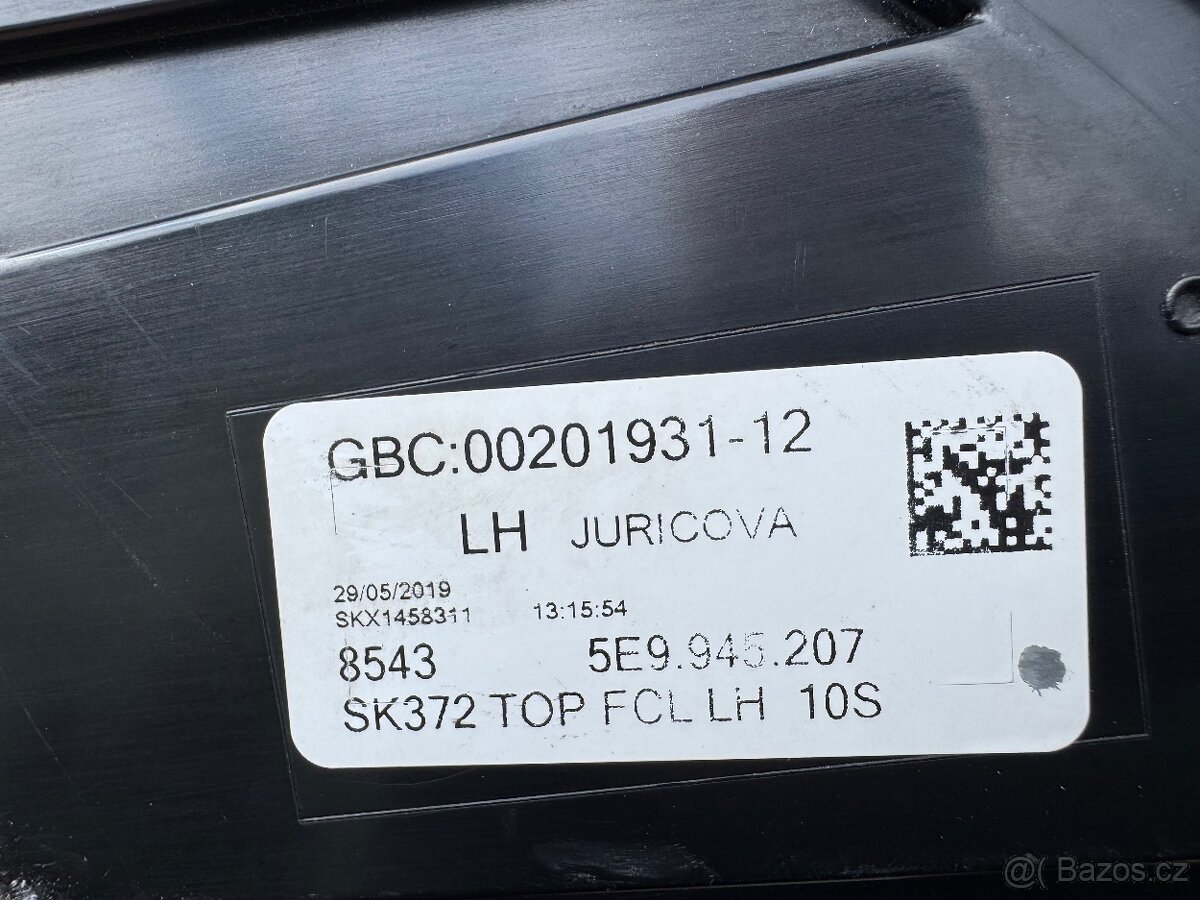 GBC:00201931-12
LH JURICOVA
29/05/2019
SKX1458311 13:15:54
8543 5E9.945.207
SK372 TOP FCL LH 10S
@( Bazos.cz